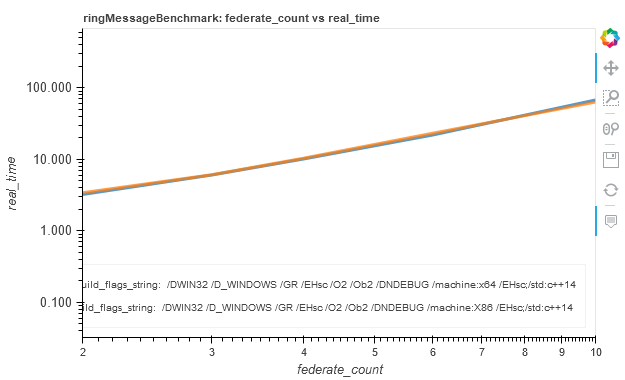 ringMessageBenchmark: federate_count vs real_time
100.000
10.000
1.000
0.100
real_time
uild_flags_string: /DWIN32 /D_WINDOWS /GR /EHsc /O2 /Ob2 /DNDEBUG /machine:x64 /EHsc;/std:c++14
ild_flags_string: /DWIN32 /D_WINDOWS /GR /EHsc /O2 /Ob2 /DNDEBUG /machine:X86 /EHsc;/std:c++14
2 3 4 5 6 7 8 9 10
federate_count